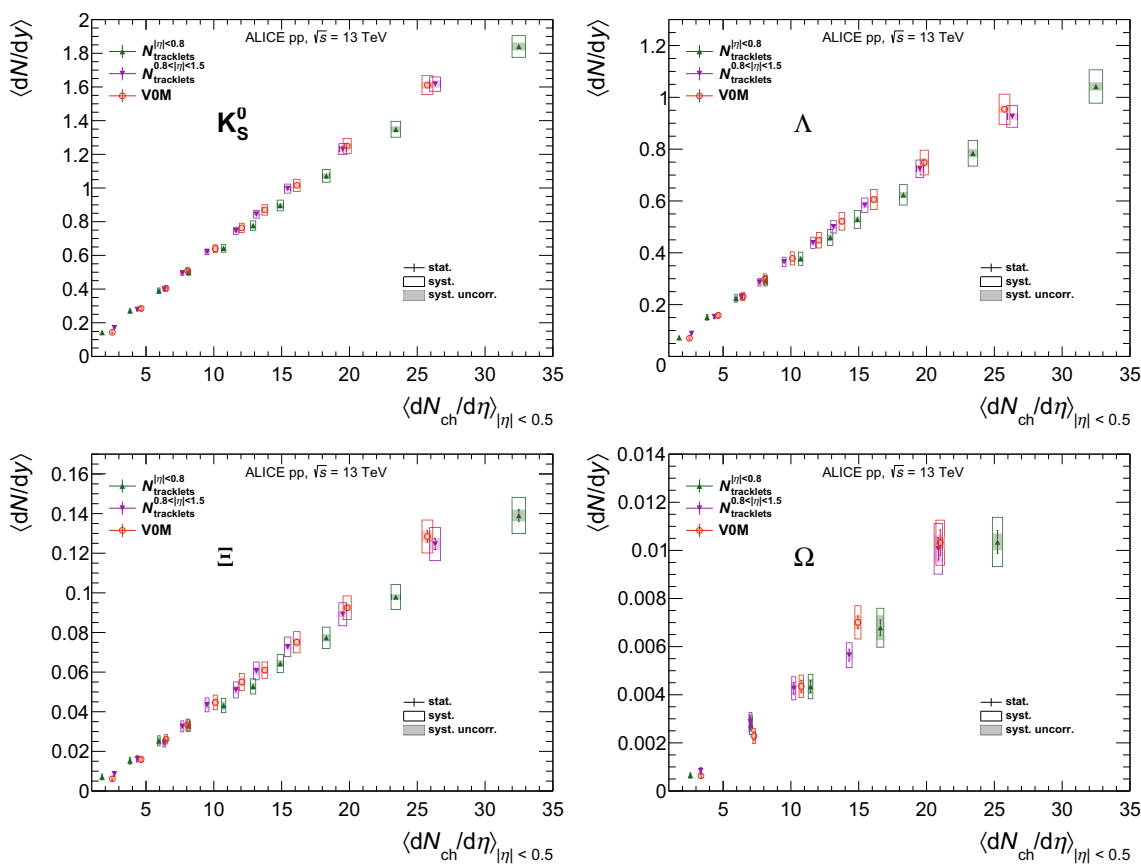 ⟨dN/dy⟩
2
1.8
1.6
1.4
1.2
1
0.8
0.6
0.4
0.2
0
ALICE pp, √s = 13 TeV
N_tracklets^|η|<0.8
N_tracklets^0.8<|η|<1.5
V0M
K_S^0
stat.
syst.
syst. uncorr.
5 10 15 20 25 30 35
⟨dN_ch/dη⟩_|η| < 0.5
⟨dN/dy⟩
1.2
1
0.8
0.6
0.4
0.2
0
ALICE pp, √s = 13 TeV
N_tracklets^|η|<0.8
N_tracklets^0.8<|η|<1.5
V0M
Λ
stat.
syst.
syst. uncorr.
5 10 15 20 25 30 35
⟨dN_ch/dη⟩_|η| < 0.5
⟨dN/dy⟩
0.16
0.14
0.12
0.1
0.08
0.06
0.04
0.02
0
ALICE pp, √s = 13 TeV
N_tracklets^|η|<0.8
N_tracklets^0.8<|η|<1.5
V0M
Ξ
stat.
syst.
syst. uncorr.
5 10 15 20 25 30 35
⟨dN_ch/dη⟩_|η| < 0.5
⟨dN/dy⟩
0.014
0.012
0.01
0.008
0.006
0.004
0.002
0
ALICE pp, √s = 13 TeV
N_tracklets^|η|<0.8
N_tracklets^0.8<|η|<1.5
V0M
Ω
stat.
syst.
syst. uncorr.
5 10 15 20 25 30 35
⟨dN_ch/dη⟩_|η| < 0.5